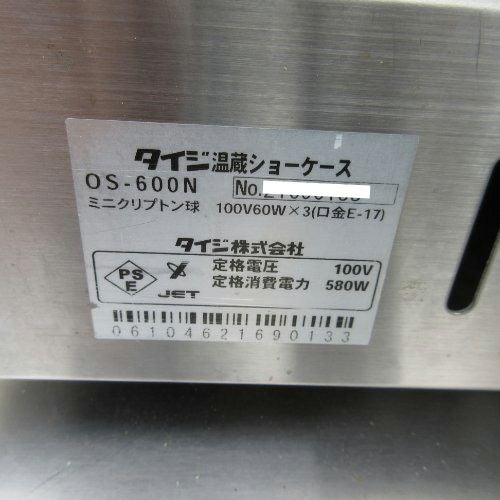 タイジ温蔵ショーケース
OS-600N No.
ミニクリプトン球 100V60W×3(口金E-17)
タイジ株式会社
PS E JET 定格電圧 100V
定格消費電力 580W
0610462169013 3